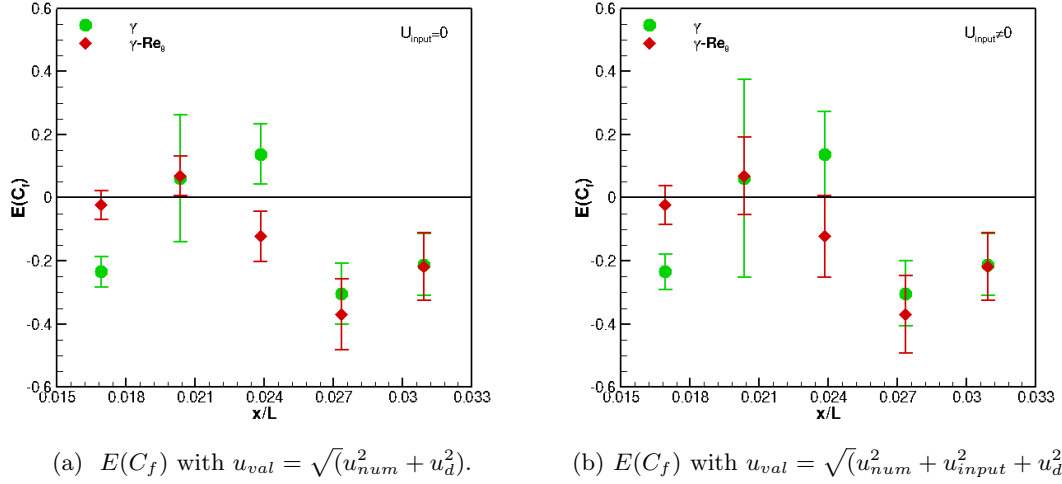 0.6
0.4
0.2
0
-0.2
-0.4
-0.6
E(C_f)
γ
γ-Re_θ
U_input=0
0.015 0.018 0.021 0.024 0.027 0.03 0.033
x/L
0.6
0.4
0.2
0
-0.2
-0.4
-0.6
E(C_f)
γ
γ-Re_θ
U_input≠0
0.015 0.018 0.021 0.024 0.027 0.03 0.033
x/L
(a) E(C_f) with u_val = √(u²_num + u²_d).
(b) E(C_f) with u_val = √(u²_num + u²_input + u²_d